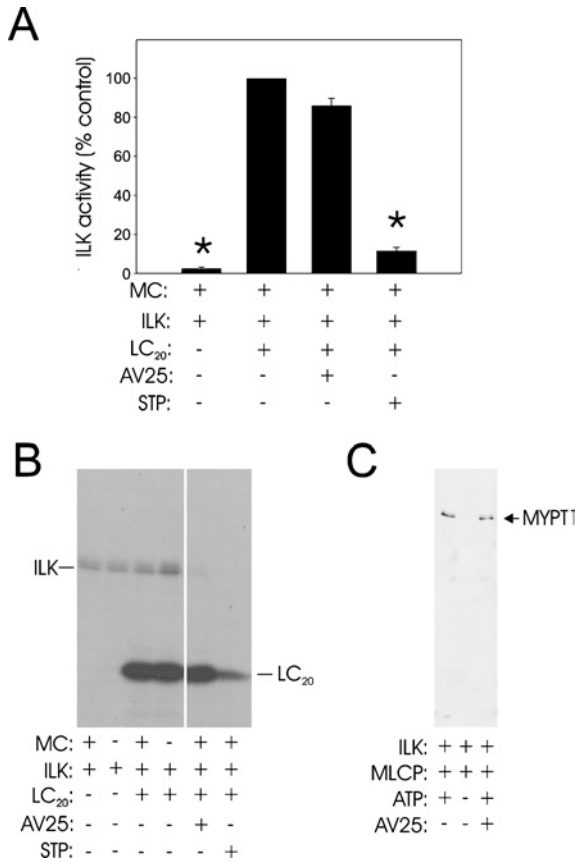 A
ILK activity (% control)
100
80
60
40
20
0
* *
MC: + + + +
ILK: + + + +
LC₂₀: - + + +
AV25: - - + -
STP: - - - +
B
ILK
LC₂₀
MC: + - + - + +
ILK: + + + + + +
LC₂₀: - - + + + +
AV25: - - - - + -
STP: - - - - - +
C
MYPT1
ILK: + + +
MLCP: + + +
ATP: + - +
AV25: - - +